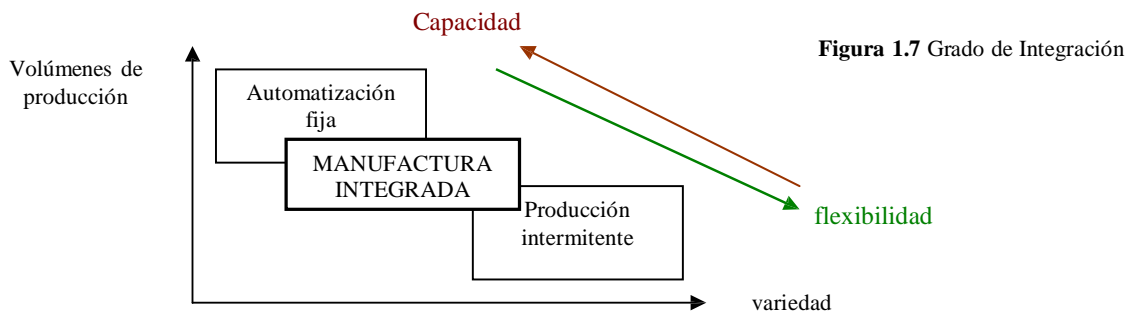 Capacidad
Figura 1.7 Grado de Integración
Volúmenes de
producción
Automatización
fija
MANUFACTURA
INTEGRADA
Producción
intermitente
flexibilidad
variedad